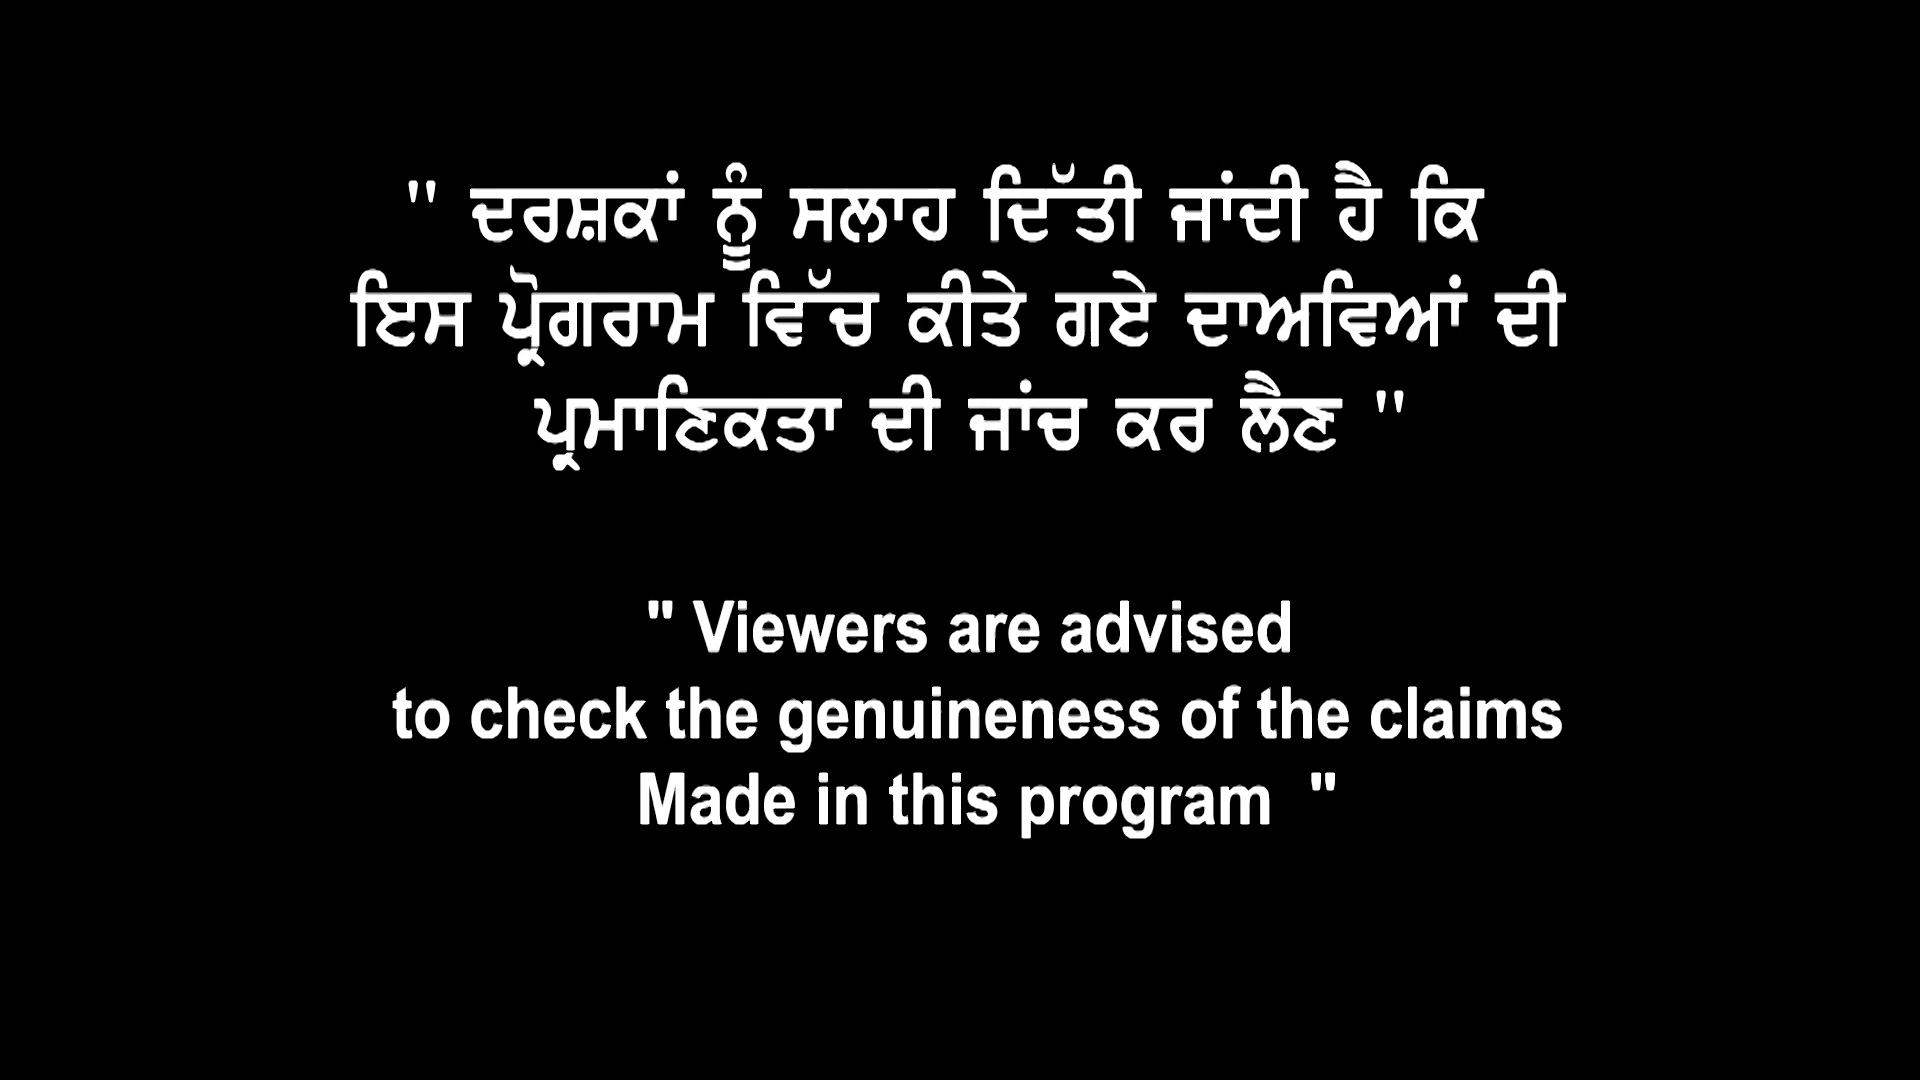 " ਦਰਸ਼ਕਾਂ ਨੂੰ ਸਲਾਹ ਦਿੱਤੀ ਜਾਂਦੀ ਹੈ ਕਿ
ਇਸ ਪ੍ਰੋਗਰਾਮ ਵਿੱਚ ਕੀਤੇ ਗਏ ਦਾਅਵਿਆਂ ਦੀ
ਪ੍ਰਮਾਣਿਕਤਾ ਦੀ ਜਾਂਚ ਕਰ ਲੈਣ "
" Viewers are advised
to check the genuineness of the claims
Made in this program "